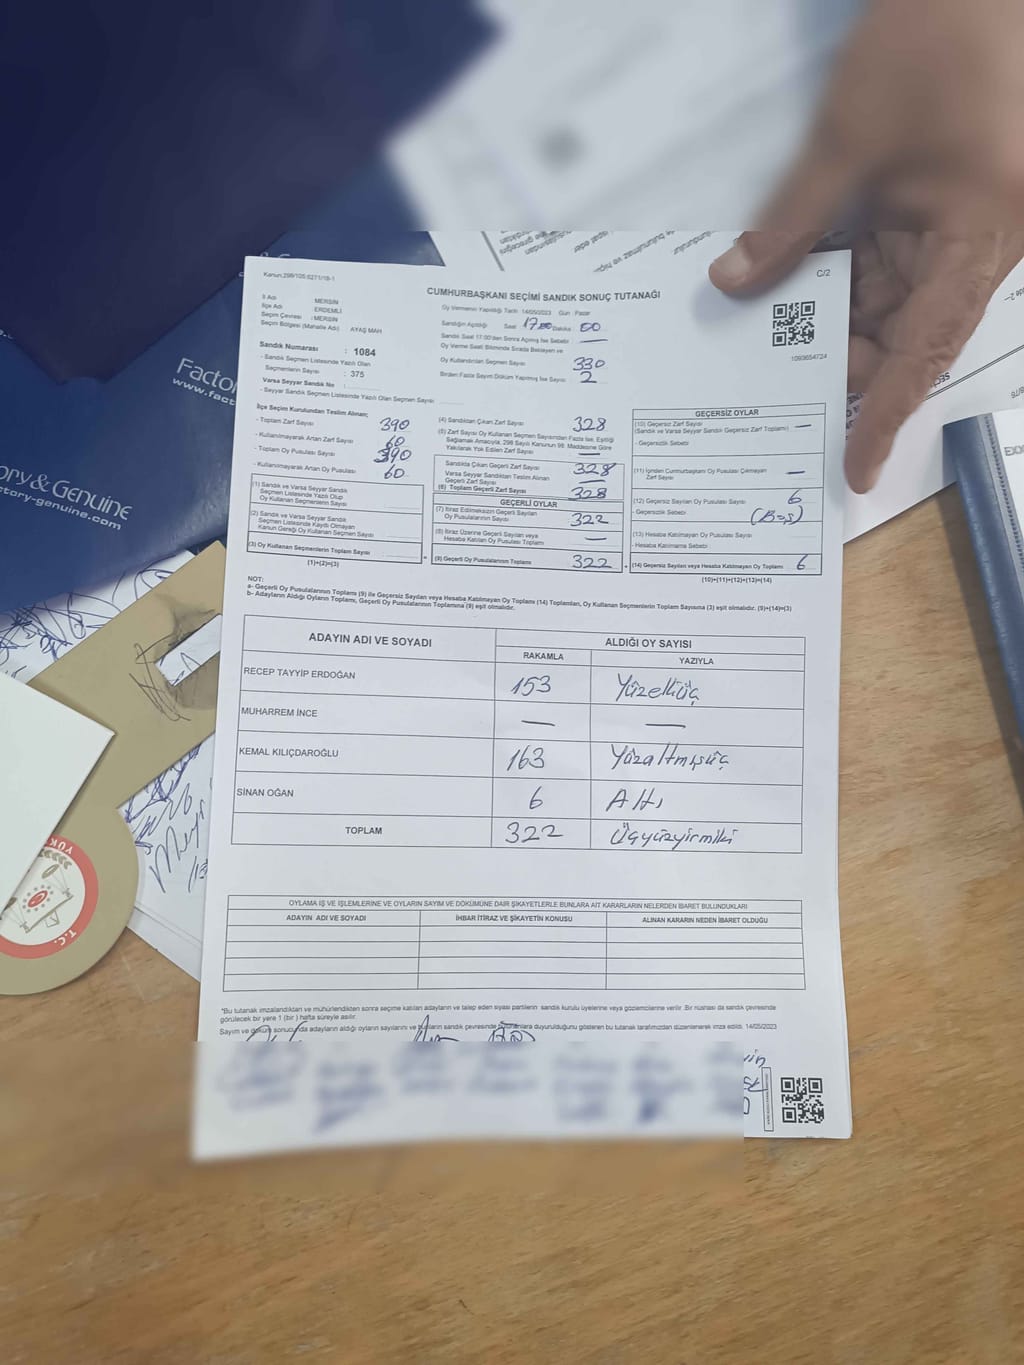 Kanun:298/105:5271/18-1
C/2
CUMHURBAŞKANI SEÇİMİ SANDIK SONUÇ TUTANAĞI
İl Adı MERSİN
İlçe Adı ERDEMLİ
Seçim Çevresi : MERSİN
Seçim Bölgesi (Mahalle Adı) AYAŞ MAH
Sandık Numarası : 1084
- Sandık Seçmen Listesinde Yazılı Olan
Seçmenlerin Sayısı : 375
Varsa Seyyar Sandık No :
- Seyyar Sandık Seçmen Listesinde Yazılı Olan Seçmen Sayısı
Oy Vermenin Yapıldığı Tarih 14/05/2023 Gün : Pazar
Sandığın Açıldığı Saat 17.00 Dakika 00
Sandık Saat 17:00'den Sonra Açılmış İse Sebebi : —
Oy Verme Saati Bitiminde Sırada Bekleyen ve
Oy Kullandırılan Seçmen Sayısı 330
Birden Fazla Sayım Döküm Yapılmış İse Sayısı 2
1093654724
İlçe Seçim Kurulundan Teslim Alınan;
- Toplam Zarf Sayısı 390
- Kullanılmayarak Artan Zarf Sayısı 60
- Toplam Oy Pusulası Sayısı 390
- Kullanılmayarak Artan Oy Pusulası 60
(1) Sandık ve Varsa Seyyar Sandık
Seçmen Listesinde Yazılı Olup
Oy Kullanan Seçmenlerin Sayısı
(2) Sandık ve Varsa Seyyar Sandık
Seçmen Listesinde Kayıtlı Olmayan
Kanun Gereği Oy Kullanan Seçmen Sayısı
(3) Oy Kullanan Seçmenlerin Toplam Sayısı
(1)+(2)=(3)
(4) Sandıktan Çıkan Zarf Sayısı 328
(5) Zarf Sayısı Oy Kullanan Seçmen Sayısından Fazla İse, Eşitliği
Sağlamak Amacıyla, 298 Sayılı Kanunun 98. Maddesine Göre
Yakılarak Yok Edilen Zarf Sayısı —
Sandıkta Çıkan Geçerli Zarf Sayısı 328
Varsa Seyyar Sandıktan Teslim Alınan
Geçerli Zarf Sayısı —
(6) Toplam Geçerli Zarf Sayısı 328
GEÇERLİ OYLAR
(7) İtiraz Edilmeksizin Geçerli Sayılan
Oy Pusulalarının Sayısı 322
(8) İtiraz Üzerine Geçerli Sayılan veya
Hesaba Katılan Oy Pusulası Toplamı —
(9) Geçerli Oy Pusulalarının Toplamı 322
GEÇERSİZ OYLAR
(10) Geçersiz Zarf Sayısı
(Sandık ve Varsa Seyyar Sandık Geçersiz Zarf Toplamı) —
- Geçersizlik Sebebi
(11) İçinden Cumhurbaşkanı Oy Pusulası Çıkmayan
Zarf Sayısı —
(12) Geçersiz Sayılan Oy Pusulası Sayısı 6
- Geçersizlik Sebebi (Boş)
(13) Hesaba Katılmayan Oy Pusulası Sayısı
- Hesaba Katılmama Sebebi
(14) Geçersiz Sayılan veya Hesaba Katılmayan Oy Toplamı 6
(10)+(11)+(12)+(13)=(14)
NOT:
a- Geçerli Oy Pusulalarının Toplamı (9) ile Geçersiz Sayılan veya Hesaba Katılmayan Oy Toplamı (14) Toplamları, Oy Kullanan Seçmenlerin Toplam Sayısına (3) eşit olmalıdır. (9)+(14)=(3)
b- Adayların Aldığı Oyların Toplamı, Geçerli Oy Pusulalarının Toplamına (9) eşit olmalıdır.
ADAYIN ADI VE SOYADI ALDIĞI OY SAYISI
RAKAMLA YAZIYLA
RECEP TAYYİP ERDOĞAN 153 Yüzelliüç
MUHARREM İNCE — —
KEMAL KILIÇDAROĞLU 163 Yüzaltmışüç
SİNAN OĞAN 6 Altı
TOPLAM 322 Üçyüzyirmiiki
OYLAMA İŞ VE İŞLEMLERİNE VE OYLARIN SAYIM VE DÖKÜMÜNE DAİR ŞİKAYETLERLE BUNLARA AİT KARARLARIN NELERDEN İBARET BULUNDUKLARI
ADAYIN ADI VE SOYADI İHBAR İTİRAZ VE ŞİKAYETİN KONUSU ALINAN KARARIN NEDEN İBARET OLDUĞU
*Bu tutanak imzalandıktan ve mühürlendikten sonra seçime katılan adayların ve talep eden siyasi partilerin sandık kurulu üyelerine veya gözlemcilerine verilir. Bir nüshası da sandık çevresinde
görülecek bir yere 1 (bir) hafta süreyle asılır.
Sayım ve döküm sonucunda adayların aldığı oyların sayılarını ve bunların sandık çevresinde duyurulduğunu gösteren bu tutanak tarafımızdan düzenlenerek imza edildi. 14/05/2023
Factory
www.fact
ory & Genuine
ctory-genuine.com
T.C.
YÜK